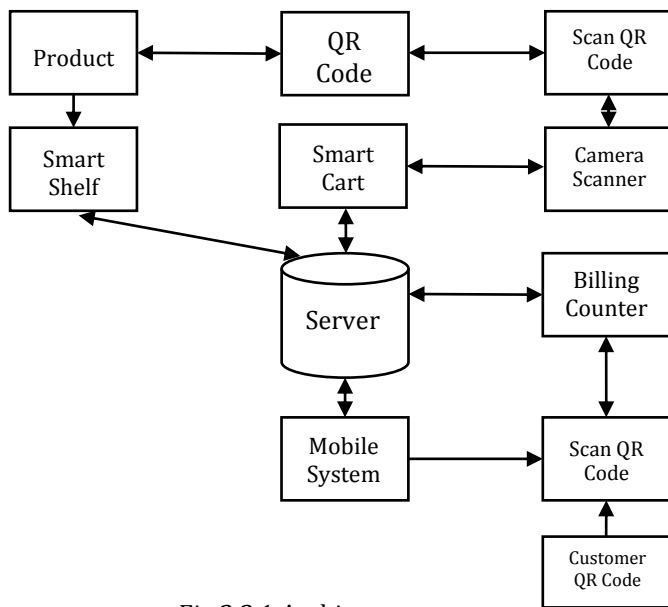 Product
QR
Code
Scan QR
Code
Smart
Shelf
Smart
Cart
Camera
Scanner
Server
Billing
Counter
Mobile
System
Scan QR
Code
Customer
QR Code